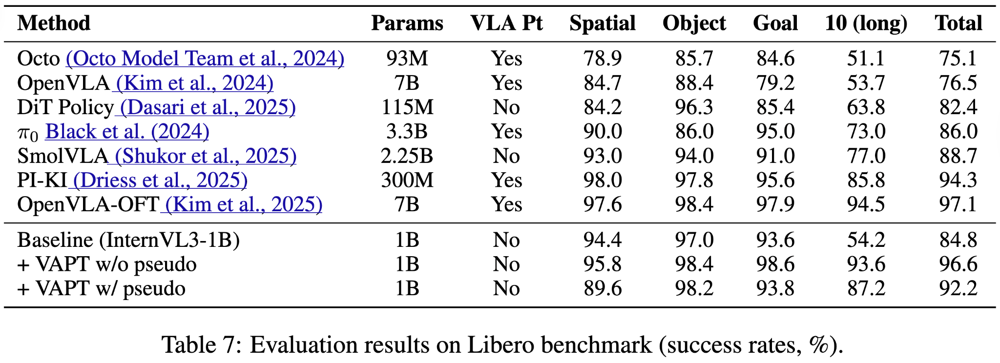 Method Params VLA Pt Spatial Object Goal 10 (long) Total
Octo (Octo Model Team et al., 2024) 93M Yes 78.9 85.7 84.6 51.1 75.1
OpenVLA (Kim et al., 2024) 7B Yes 84.7 88.4 79.2 53.7 76.5
DiT Policy (Dasari et al., 2025) 115M No 84.2 96.3 85.4 63.8 82.4
π₀ Black et al. (2024) 3.3B Yes 90.0 86.0 95.0 73.0 86.0
SmolVLA (Shukor et al., 2025) 2.25B No 93.0 94.0 91.0 77.0 88.7
PI-KI (Driess et al., 2025) 300M Yes 98.0 97.8 95.6 85.8 94.3
OpenVLA-OFT (Kim et al., 2025) 7B Yes 97.6 98.4 97.9 94.5 97.1
Baseline (InternVL3-1B) 1B No 94.4 97.0 93.6 54.2 84.8
+ VAPT w/o pseudo 1B No 95.8 98.4 98.6 93.6 96.6
+ VAPT w/ pseudo 1B No 89.6 98.2 93.8 87.2 92.2
Table 7: Evaluation results on Libero benchmark (success rates, %).